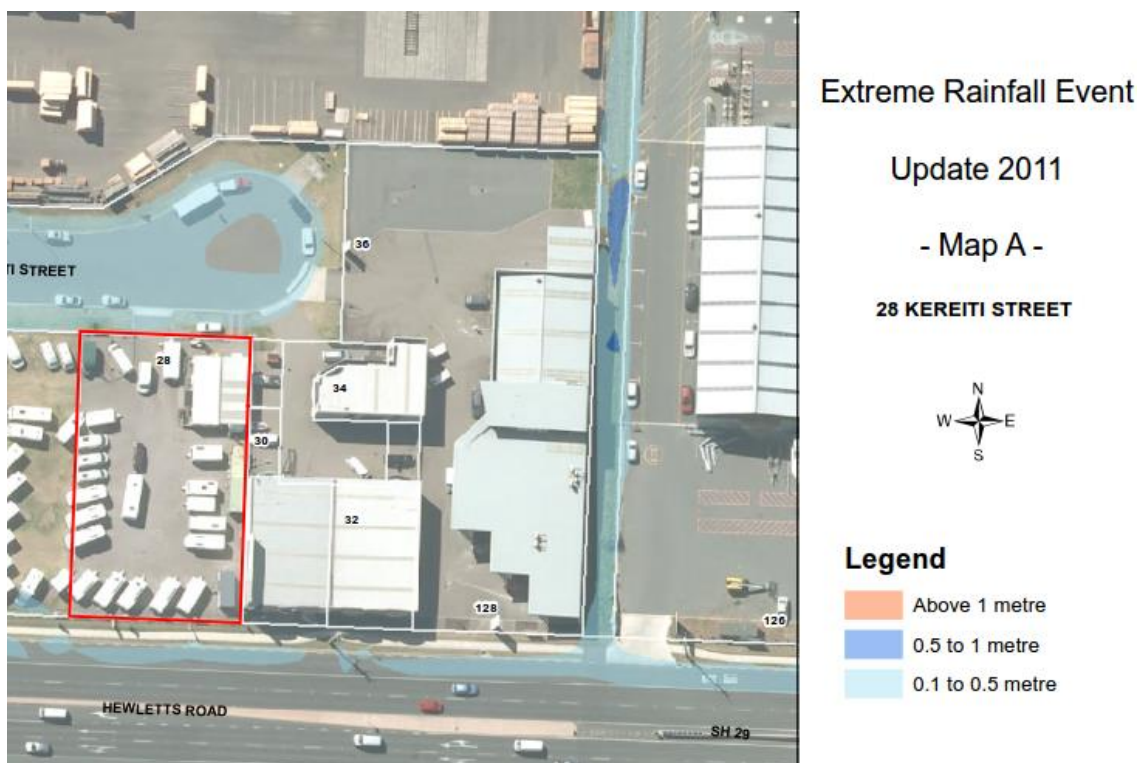 Extreme Rainfall Event
Update 2011
- Map A -
28 KEREITI STREET
N
W E
S
Legend
Above 1 metre
0.5 to 1 metre
0.1 to 0.5 metre
36
TI STREET
28
34
30
32
128
126
HEWLETTS ROAD
SH 29